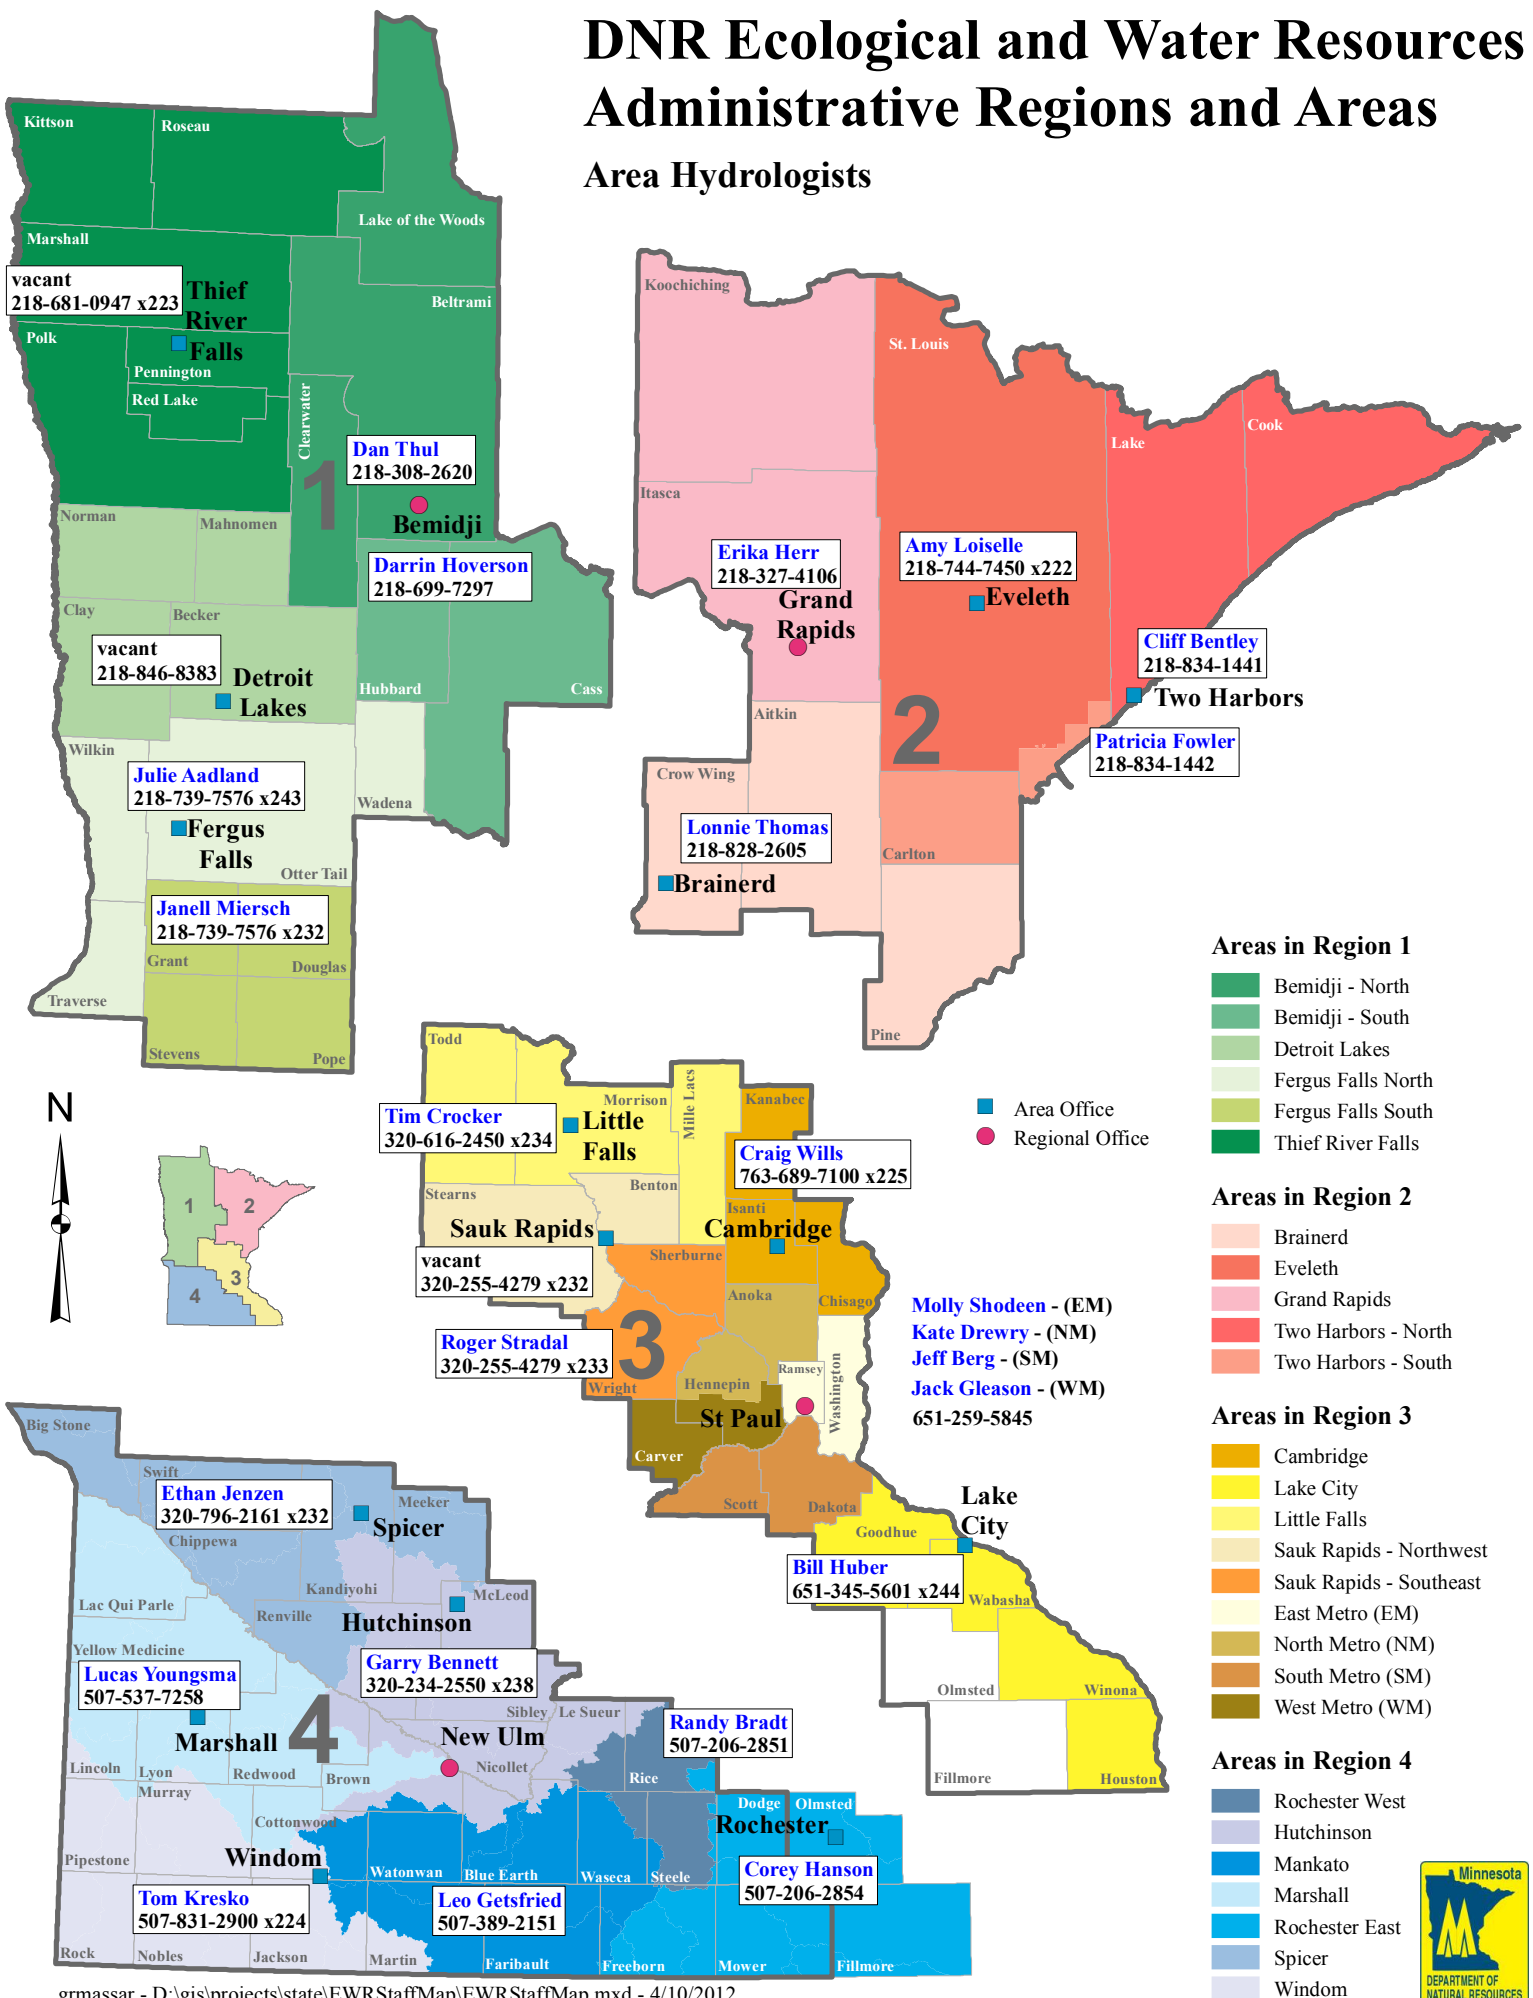 DNR Ecological and Water Resources
Administrative Regions and Areas
Area Hydrologists
Kittson
Roseau
Lake of the Woods
Marshall
vacant
218-681-0947 x223
Thief
River
Falls
Beltrami
Polk
Pennington
Red Lake
Clearwater
1
Dan Thul
218-308-2620
Bemidji
Norman
Mahnomen
Darrin Hoverson
218-699-7297
Clay
Becker
vacant
218-846-8383
Detroit
Lakes
Hubbard
Cass
Wilkin
Julie Aadland
218-739-7576 x243
Wadena
Fergus
Falls
Otter Tail
Janell Miersch
218-739-7576 x232
Grant
Douglas
Traverse
Stevens
Pope
Koochiching
St. Louis
Lake
Cook
Itasca
Erika Herr
218-327-4106
Grand
Rapids
Amy Loiselle
218-744-7450 x222
Eveleth
Cliff Bentley
218-834-1441
Two Harbors
Patricia Fowler
218-834-1442
2
Aitkin
Crow Wing
Lonnie Thomas
218-828-2605
Brainerd
Carlton
Pine
Area Office
Regional Office
N
1
2
3
4
Todd
Morrison
Mille Lacs
Kanabec
Tim Crocker
320-616-2450 x234
Little
Falls
Craig Wills
763-689-7100 x225
Stearns
Benton
Isanti
Sauk Rapids
Cambridge
vacant
320-255-4279 x232
Sherburne
Anoka
Chisago
3
Roger Stradal
320-255-4279 x233
Wright
Hennepin
Ramsey
Washington
St Paul
Carver
Scott
Dakota
Molly Shodeen - (EM)
Kate Drewry - (NM)
Jeff Berg - (SM)
Jack Gleason - (WM)
651-259-5845
Lake
City
Goodhue
Bill Huber
651-345-5601 x244
Wabasha
Olmsted
Winona
Fillmore
Houston
Big Stone
Swift
Ethan Jenzen
320-796-2161 x232
Meeker
Spicer
Chippewa
Kandiyohi
McLeod
Lac Qui Parle
Renville
Hutchinson
Yellow Medicine
Garry Bennett
320-234-2550 x238
Lucas Youngsma
507-537-7258
Marshall
4
Sibley
Le Sueur
New Ulm
Nicollet
Randy Bradt
507-206-2851
Rice
Lincoln
Lyon
Redwood
Brown
Murray
Cottonwood
Dodge
Olmsted
Rochester
Pipestone
Windom
Watonwan
Blue Earth
Waseca
Steele
Corey Hanson
507-206-2854
Tom Kresko
507-831-2900 x224
Leo Getsfried
507-389-2151
Rock
Nobles
Jackson
Martin
Faribault
Freeborn
Mower
Fillmore
Areas in Region 1
Bemidji - North
Bemidji - South
Detroit Lakes
Fergus Falls North
Fergus Falls South
Thief River Falls
Areas in Region 2
Brainerd
Eveleth
Grand Rapids
Two Harbors - North
Two Harbors - South
Areas in Region 3
Cambridge
Lake City
Little Falls
Sauk Rapids - Northwest
Sauk Rapids - Southeast
East Metro (EM)
North Metro (NM)
South Metro (SM)
West Metro (WM)
Areas in Region 4
Rochester West
Hutchinson
Mankato
Marshall
Rochester East
Spicer
Windom
Minnesota
DEPARTMENT OF
NATURAL RESOURCES
grmassar - D:\gis\projects\state\EWRStaffMap\EWRStaffMap.mxd - 4/10/2012